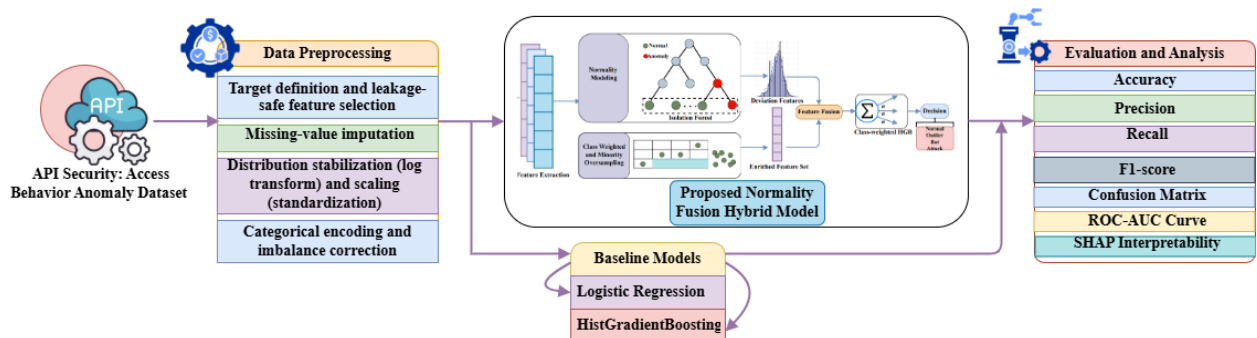 API
API Security: Access
Behavior Anomaly Dataset
Data Preprocessing
Target definition and leakage-
safe feature selection
Missing-value imputation
Distribution stabilization (log
transform) and scaling
(standardization)
Categorical encoding and
imbalance correction
Feature Extraction
Normality
Modeling
Normal
Anomaly
Isolation Forest
Class Weighted
and Minority
Oversampling
Deviation Features
Enriched Feature Set
Feature Fusion
Σ
Class-weighted HGB
Decision
Normal
Outlier
Bot
Attack
Proposed Normality
Fusion Hybrid Model
Baseline Models
Logistic Regression
HistGradientBoosting
Evaluation and Analysis
Accuracy
Precision
Recall
F1-score
Confusion Matrix
ROC-AUC Curve
SHAP Interpretability